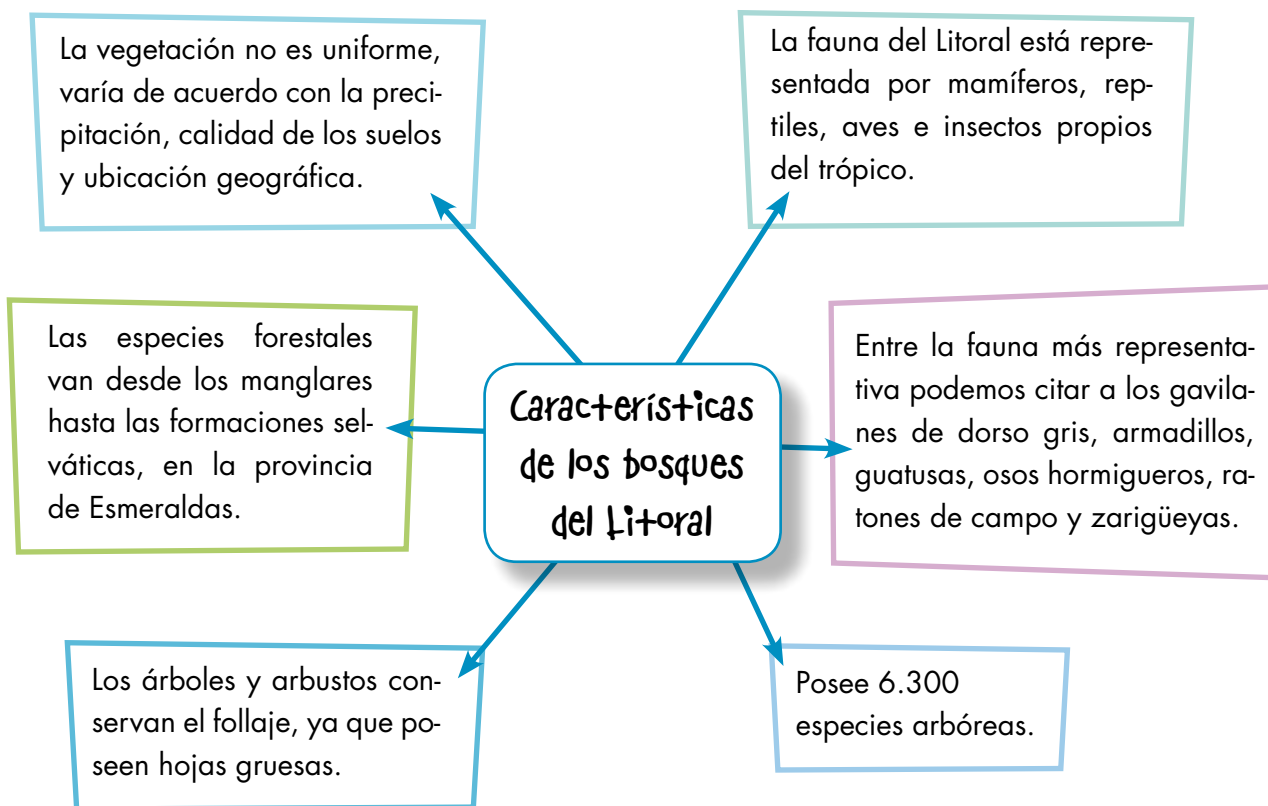 La vegetación no es uniforme,
varía de acuerdo con la preci-
pitación, calidad de los suelos
y ubicación geográfica.
La fauna del Litoral está repre-
sentada por mamíferos, rep-
tiles, aves e insectos propios
del trópico.
Las especies forestales
van desde los manglares
hasta las formaciones sel-
váticas, en la provincia
de Esmeraldas.
Características
de los bosques
del Litoral
Entre la fauna más representa-
tiva podemos citar a los gavila-
nes de dorso gris, armadillos,
guatusas, osos hormigueros, ra-
tones de campo y zarigüeyas.
Los árboles y arbustos con-
servan el follaje, ya que po-
seen hojas gruesas.
Posee 6.300
especies arbóreas.